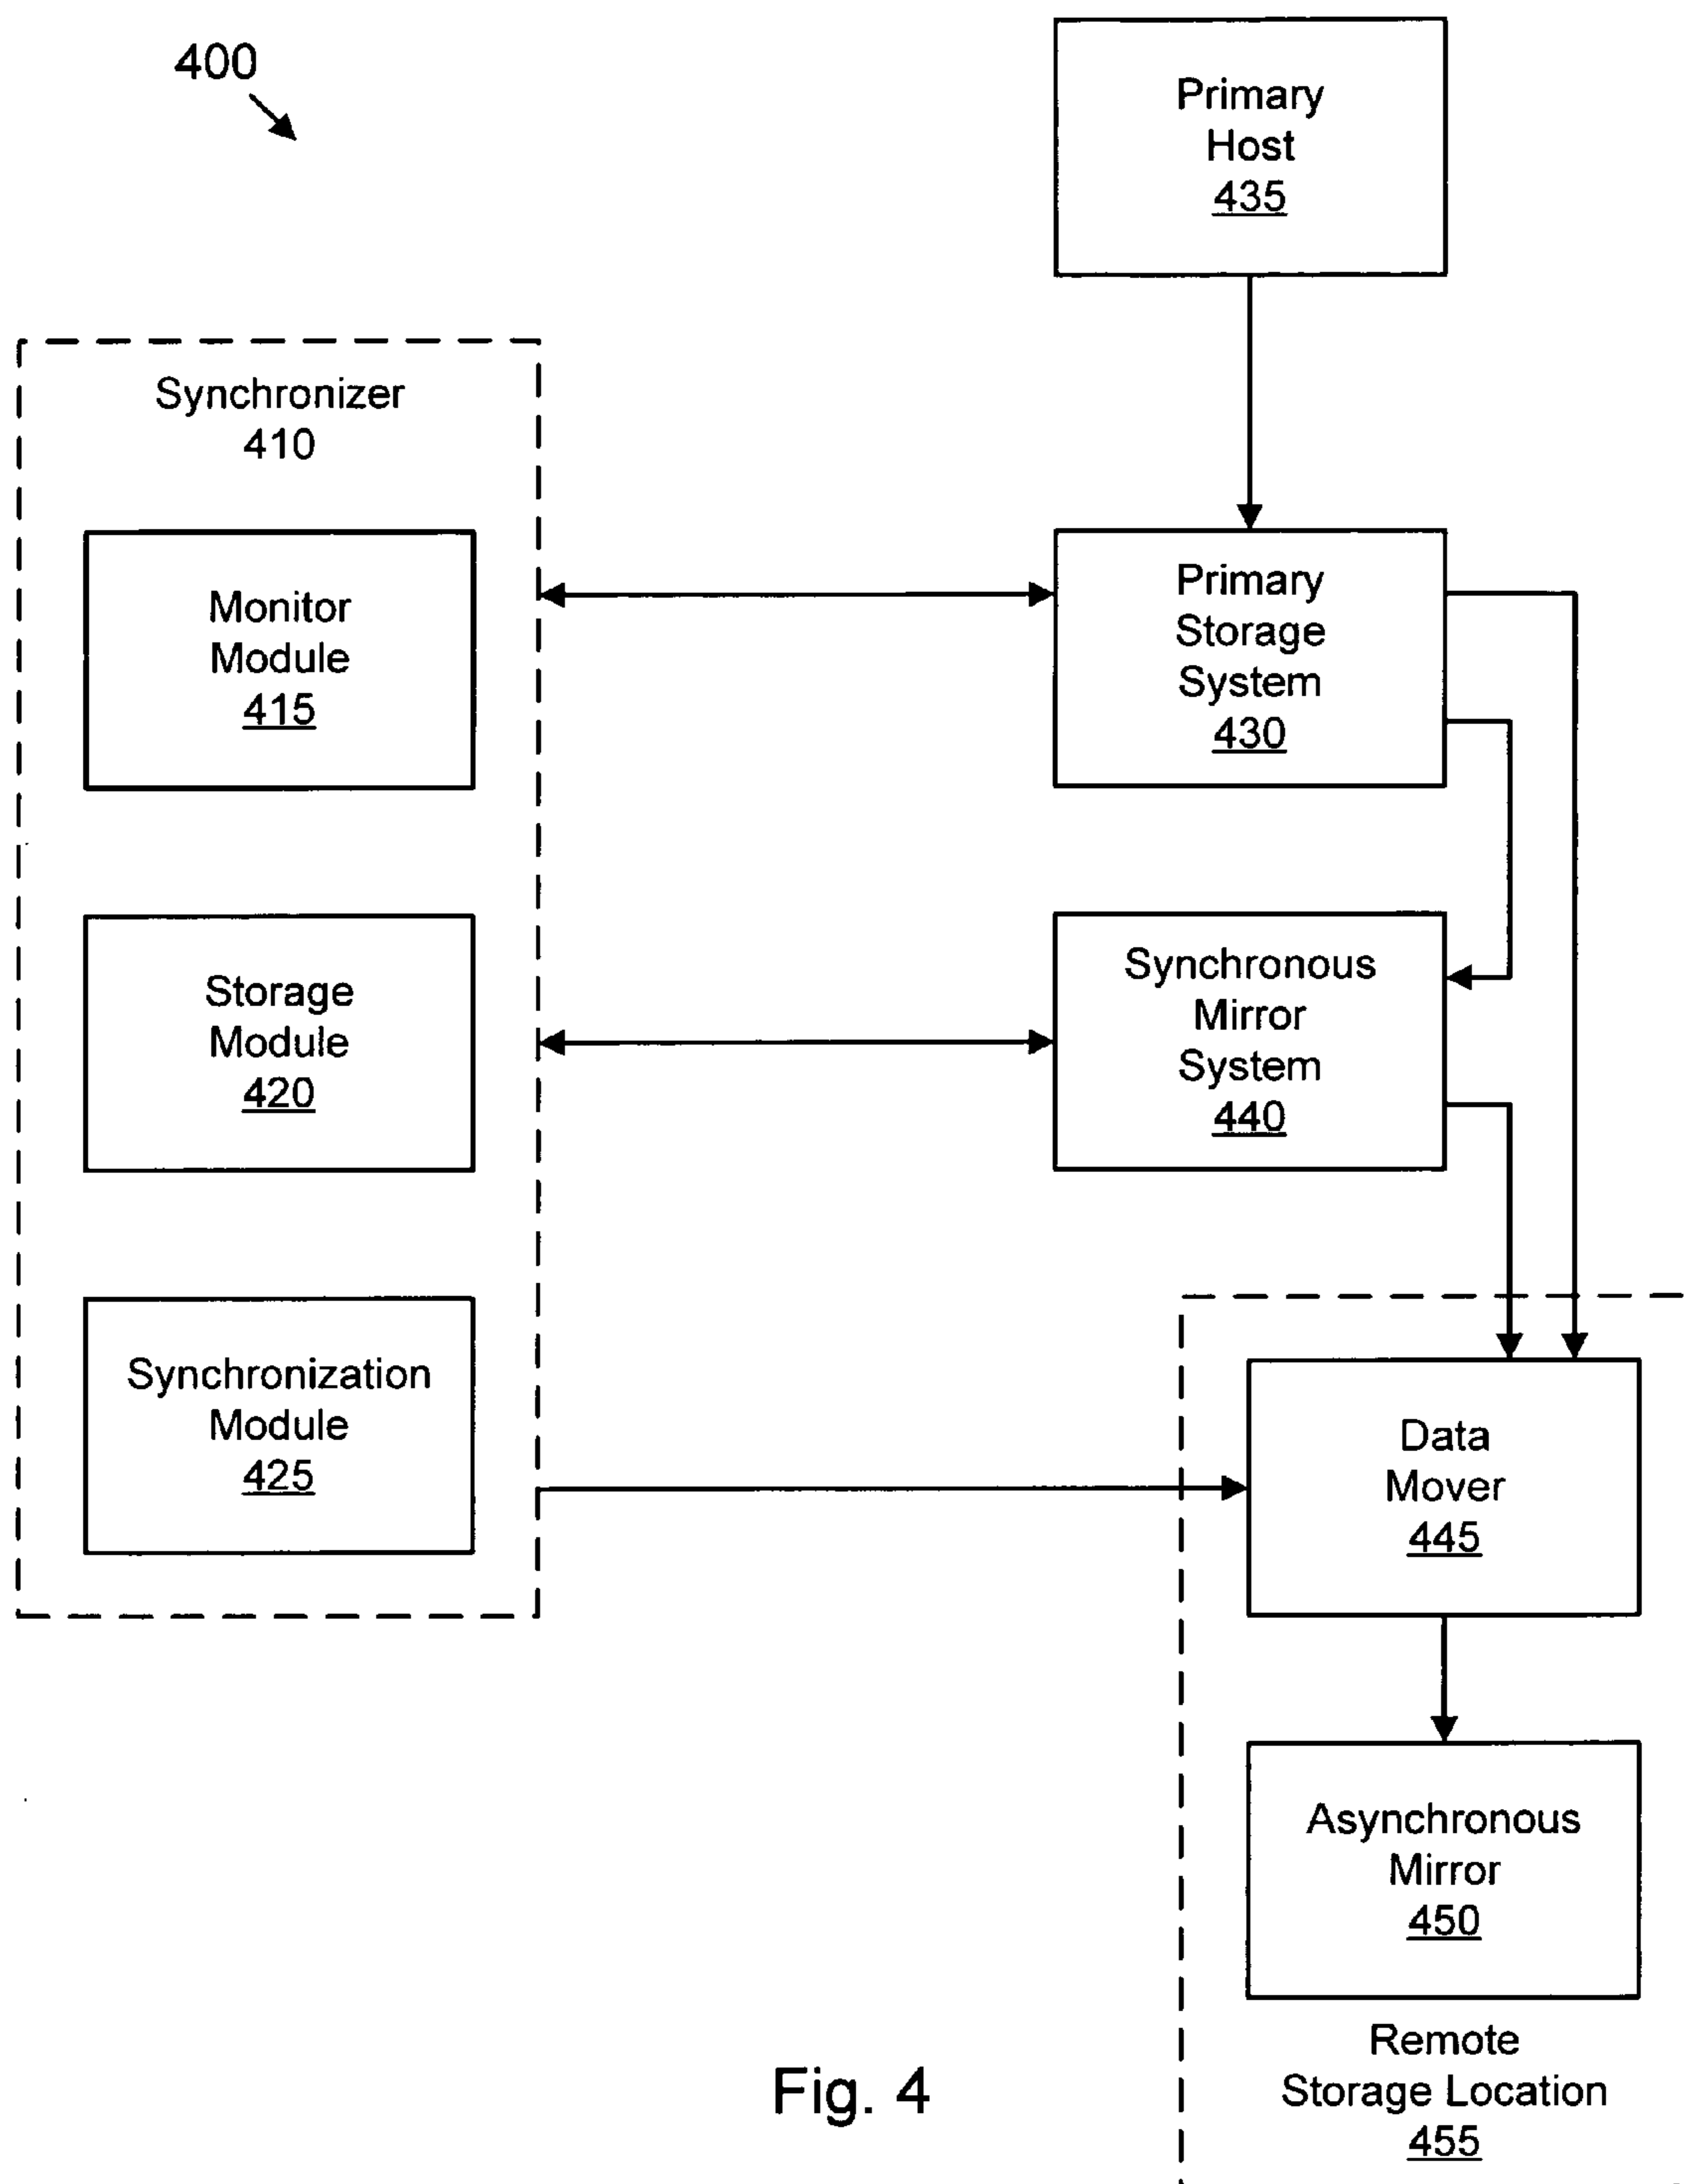 400
Primary
Host
435
Synchronizer
410
Monitor
Module
415
Primary
Storage
System
430
Storage
Module
420
Synchronous
Mirror
System
440
Synchronization
Module
425
Data
Mover
445
Asynchronous
Mirror
450
Remote
Storage Location
455
Fig. 4